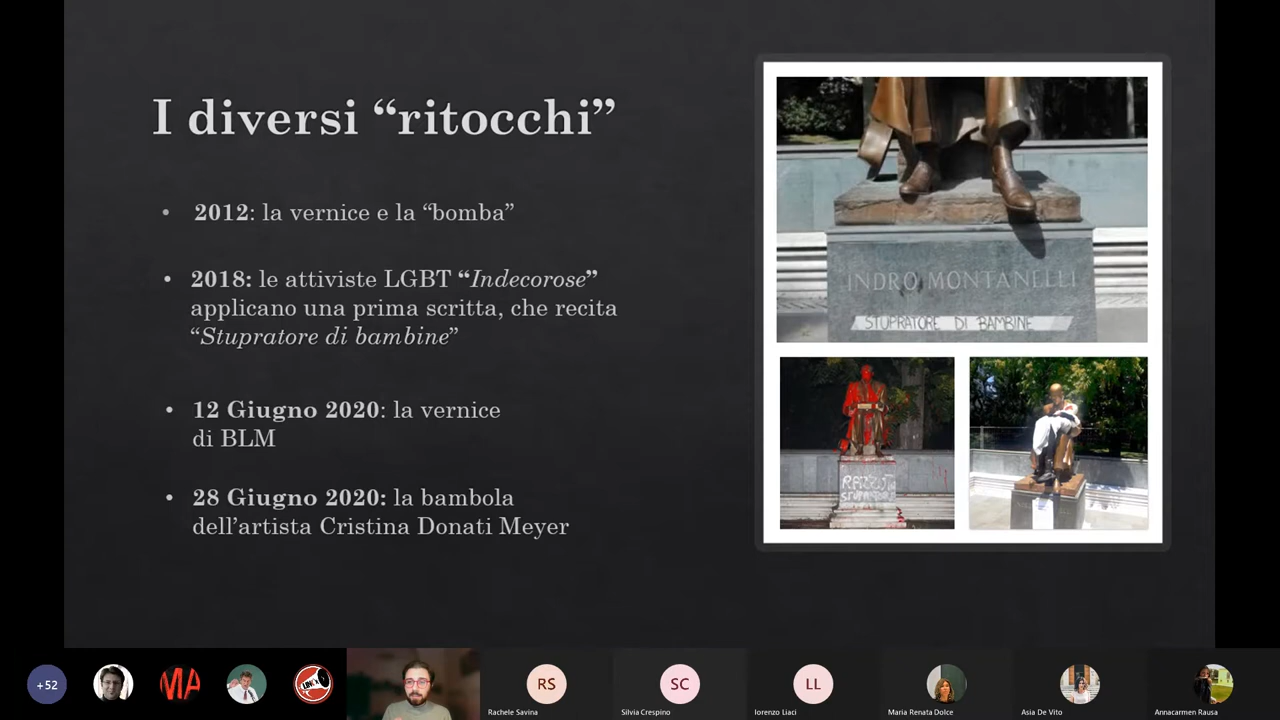 I diversi “ritocchi”
• 2012: la vernice e la “bomba”
• 2018: le attiviste LGBT “Indecorose”
applicano una prima scritta, che recita
“Stupratore di bambine”
• 12 Giugno 2020: la vernice
di BLM
• 28 Giugno 2020: la bambola
dell’artista Cristina Donati Meyer
INDRO MONTANELLI
STUPRATORE DI BAMBINE
+52
RS
SC
LL
Rachele Savina
Silvia Crespino
lorenzo Liaci
Maria Renata Dolce
Asia De Vito
Annacarmen Rausa